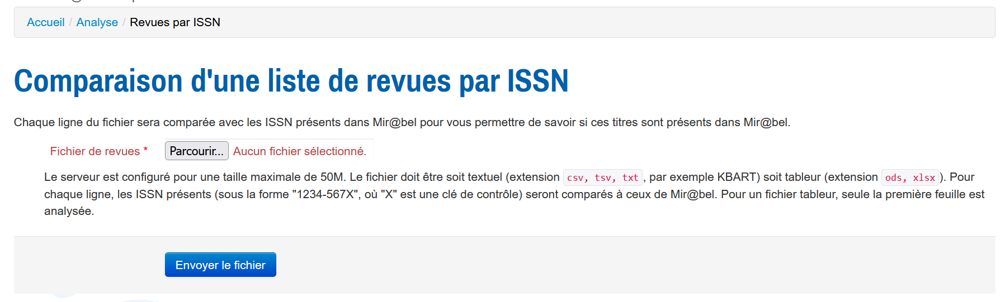 Accueil / Analyse / Revues par ISSN
Comparaison d'une liste de revues par ISSN
Chaque ligne du fichier sera comparée avec les ISSN présents dans Mir@bel pour vous permettre de savoir si ces titres sont présents dans Mir@bel.
Fichier de revues * Parcourir... Aucun fichier sélectionné.
Le serveur est configuré pour une taille maximale de 50M. Le fichier doit être soit textuel (extension csv, tsv, txt, par exemple KBART) soit tableur (extension ods, xlsx). Pour
chaque ligne, les ISSN présents (sous la forme "1234-567X", où "X" est une clé de contrôle) seront comparés à ceux de Mir@bel. Pour un fichier tableur, seule la première feuille est
analysée.
Envoyer le fichier